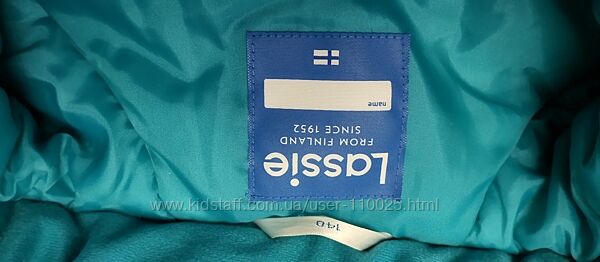 Lassie
FROM FINLAND
SINCE 1952
name
140
www.kidstaff.com.ua/user-110025.html